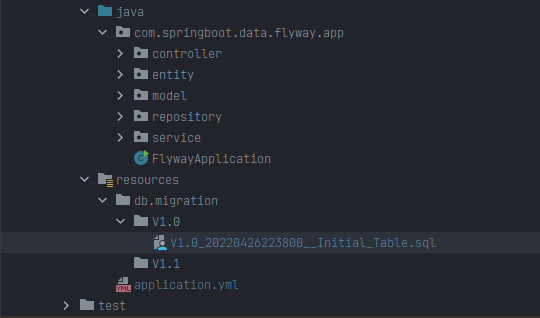 java
com.springboot.data.flyway.app
controller
entity
model
repository
service
FlywayApplication
resources
db.migration
V1.0
V1.0_20220426223800__Initial_Table.sql
V1.1
application.yml
test